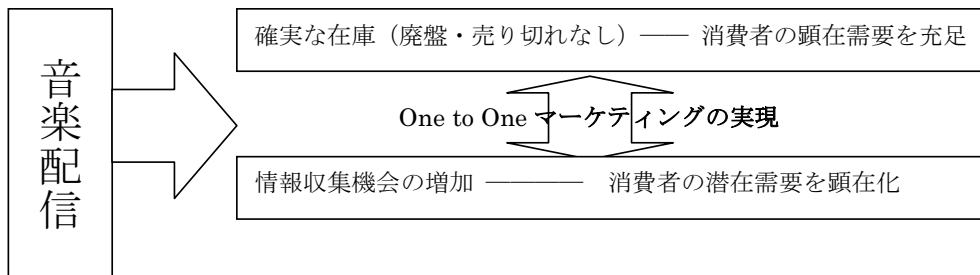 音楽配信
確実な在庫（廃盤・売り切れなし）―― 消費者の顕在需要を充足
One to One マーケティングの実現
情報収集機会の増加 ―――― 消費者の潜在需要を顕在化